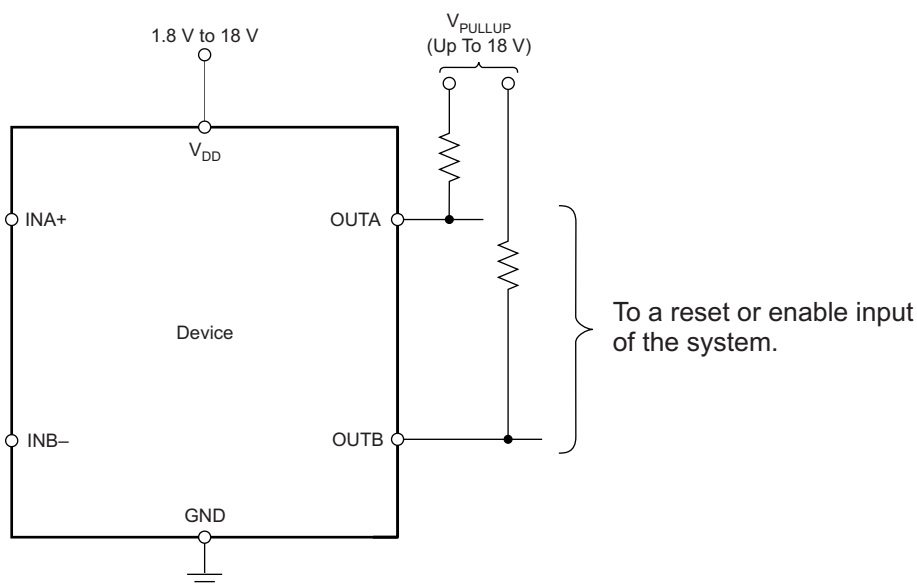 V_PULLUP
(Up To 18 V)
1.8 V to 18 V
V_DD
INA+
OUTA
Device
To a reset or enable input
of the system.
INB–
OUTB
GND